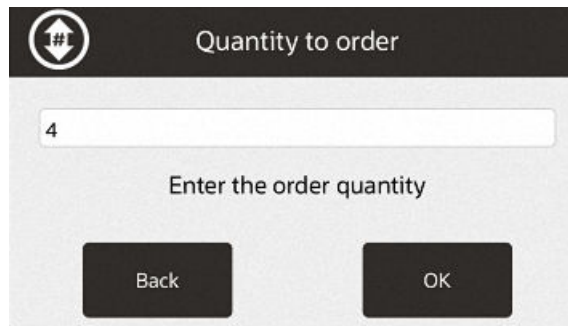 #
Quantity to order
4
Enter the order quantity
Back
OK